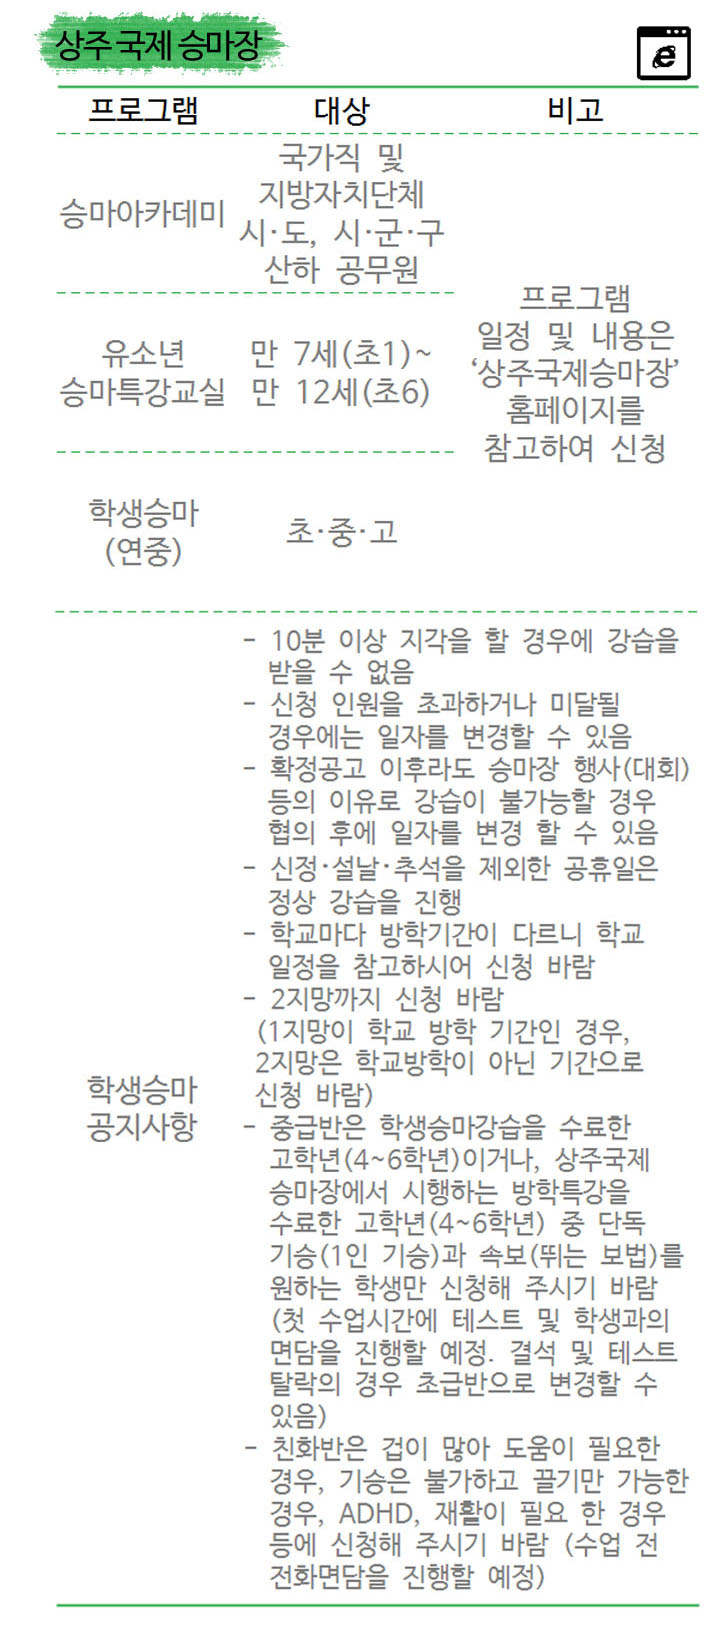 상주 국제 승마장
프로그램 대상 비고
승마아카데미
국가직 및
지방자치단체
시·도, 시·군·구
산하 공무원
유소년
승마특강교실
만 7세(초1)~
만 12세(초6)
학생승마
(연중)
초·중·고
프로그램
일정 및 내용은
‘상주국제승마장’
홈페이지를
참고하여 신청
학생승마
공지사항
- 10분 이상 지각을 할 경우에 강습을
받을 수 없음
- 신청 인원을 초과하거나 미달될
경우에는 일자를 변경할 수 있음
- 확정공고 이후라도 승마장 행사(대회)
등의 이유로 강습이 불가능할 경우
협의 후에 일자를 변경 할 수 있음
- 신정·설날·추석을 제외한 공휴일은
정상 강습을 진행
- 학교마다 방학기간이 다르니 학교
일정을 참고하시어 신청 바람
- 2지망까지 신청 바람
(1지망이 학교 방학 기간인 경우,
2지망은 학교방학이 아닌 기간으로
신청 바람)
- 중급반은 학생승마강습을 수료한
고학년(4~6학년)이거나, 상주국제
승마장에서 시행하는 방학특강을
수료한 고학년(4~6학년) 중 단독
기승(1인 기승)과 속보(뛰는 보법)를
원하는 학생만 신청해 주시기 바람
(첫 수업시간에 테스트 및 학생과의
면담을 진행할 예정. 결석 및 테스트
탈락의 경우 초급반으로 변경할 수
있음)
- 친화반은 겁이 많아 도움이 필요한
경우, 기승은 불가하고 끌기만 가능한
경우, ADHD, 재활이 필요 한 경우
등에 신청해 주시기 바람 (수업 전
전화면담을 진행할 예정)